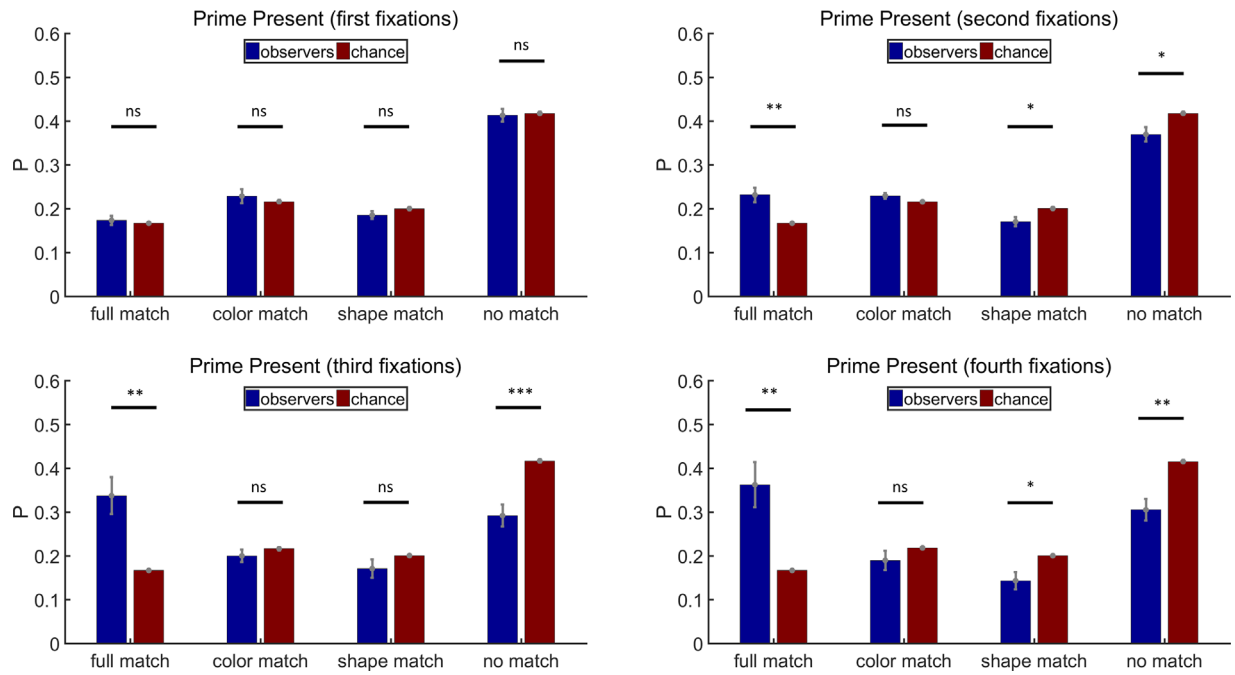 Prime Present (first fixations)
0.6
0.5
0.4
0.3
0.2
0.1
0
P
observers chance
ns
ns
ns
ns
full match color match shape match no match
Prime Present (second fixations)
0.6
0.5
0.4
0.3
0.2
0.1
0
P
observers chance
**
ns
*
*
full match color match shape match no match
Prime Present (third fixations)
0.6
0.5
0.4
0.3
0.2
0.1
0
P
observers chance
**
ns
ns
***
full match color match shape match no match
Prime Present (fourth fixations)
0.6
0.5
0.4
0.3
0.2
0.1
0
P
observers chance
**
ns
*
**
full match color match shape match no match